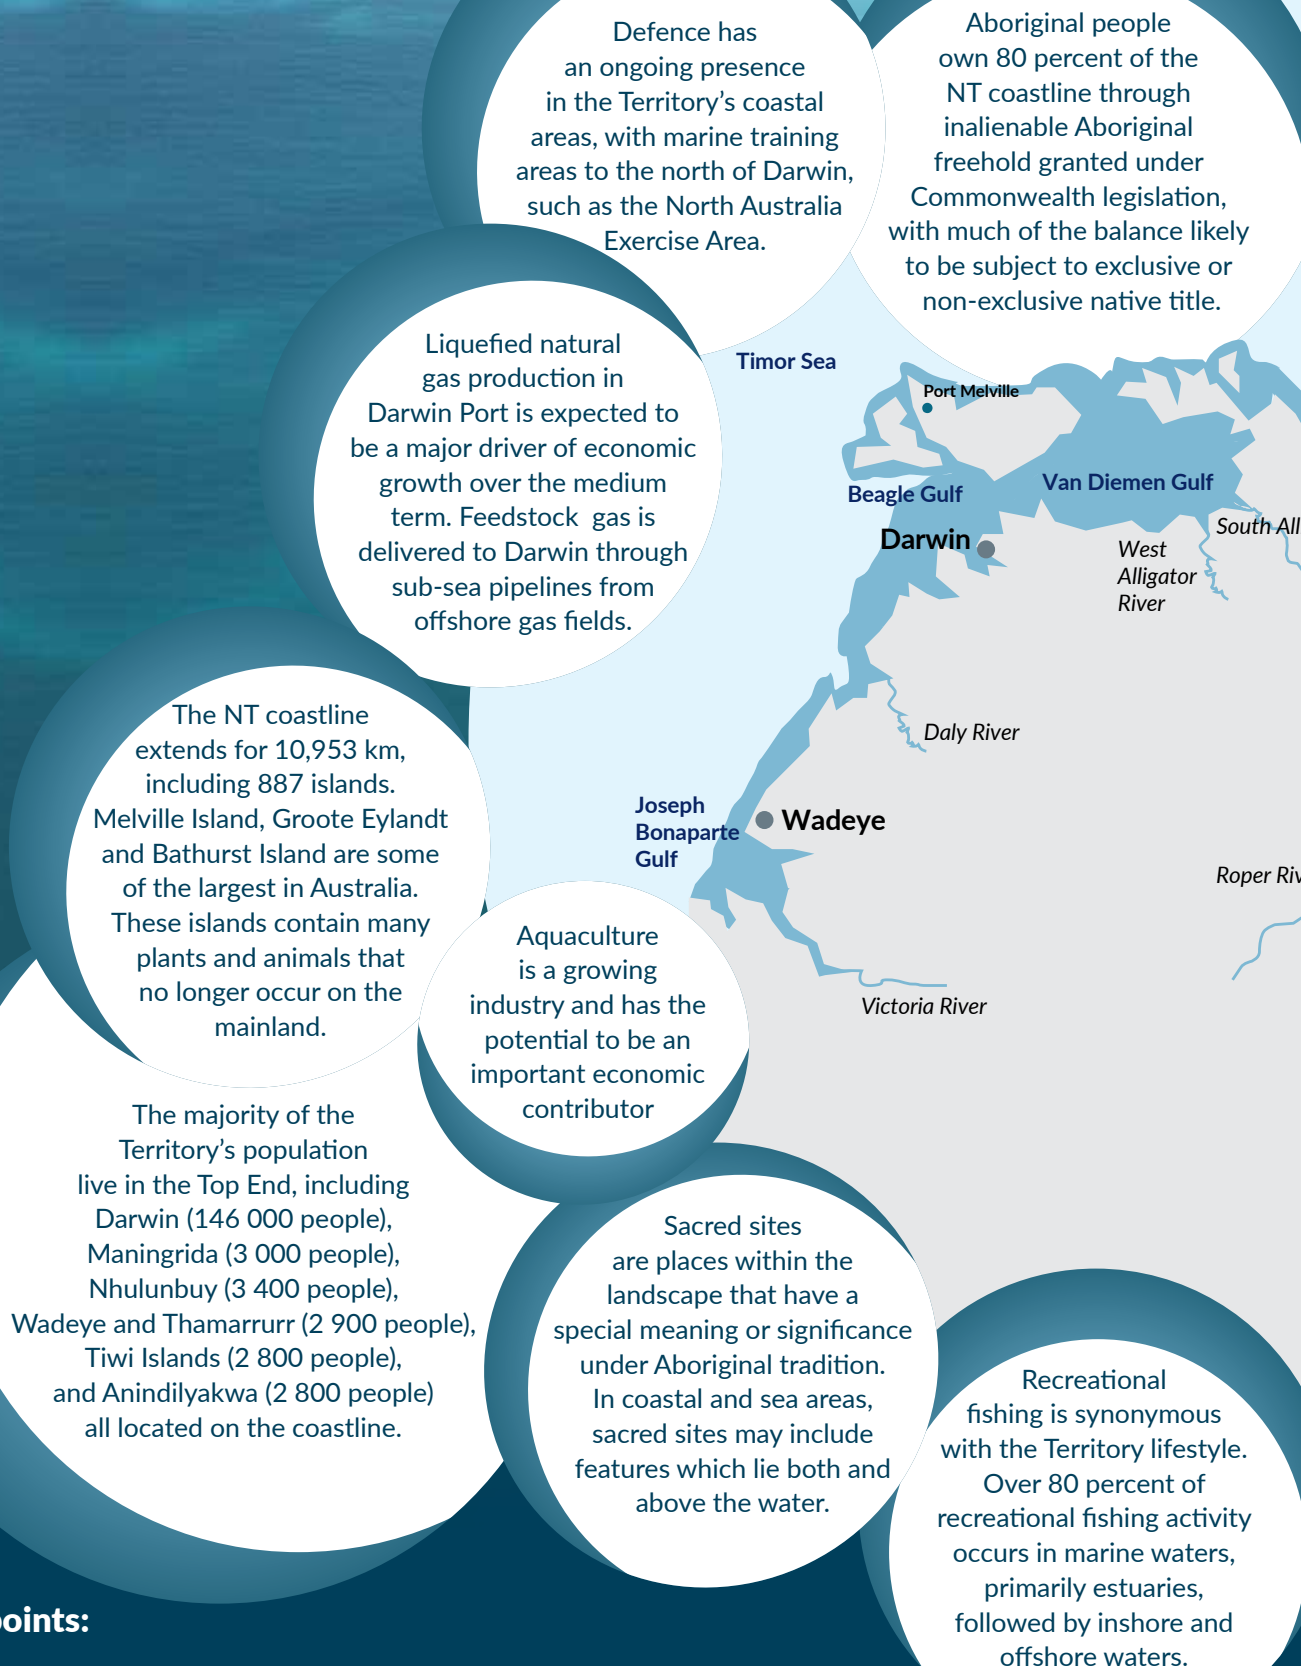 Defence has
an ongoing presence
in the Territory’s coastal
areas, with marine training
areas to the north of Darwin,
such as the North Australia
Exercise Area.
Aboriginal people
own 80 percent of the
NT coastline through
inalienable Aboriginal
freehold granted under
Commonwealth legislation,
with much of the balance likely
to be subject to exclusive or
non-exclusive native title.
Liquefied natural
gas production in
Darwin Port is expected to
be a major driver of economic
growth over the medium
term. Feedstock gas is
delivered to Darwin through
sub-sea pipelines from
offshore gas fields.
Timor Sea
Port Melville
Beagle Gulf
Van Diemen Gulf
Darwin
South All
West
Alligator
River
Daly River
Joseph
Bonaparte
Gulf
Wadeye
Roper Riv
Victoria River
The NT coastline
extends for 10,953 km,
including 887 islands.
Melville Island, Groote Eylandt
and Bathurst Island are some
of the largest in Australia.
These islands contain many
plants and animals that
no longer occur on the
mainland.
Aquaculture
is a growing
industry and has the
potential to be an
important economic
contributor
The majority of the
Territory’s population
live in the Top End, including
Darwin (146 000 people),
Maningrida (3 000 people),
Nhulunbuy (3 400 people),
Wadeye and Thamarrurr (2 900 people),
Tiwi Islands (2 800 people),
and Anindilyakwa (2 800 people)
all located on the coastline.
Sacred sites
are places within the
landscape that have a
special meaning or significance
under Aboriginal tradition.
In coastal and sea areas,
sacred sites may include
features which lie both and
above the water.
Recreational
fishing is synonymous
with the Territory lifestyle.
Over 80 percent of
recreational fishing activity
occurs in marine waters,
primarily estuaries,
followed by inshore and
offshore waters.
points: